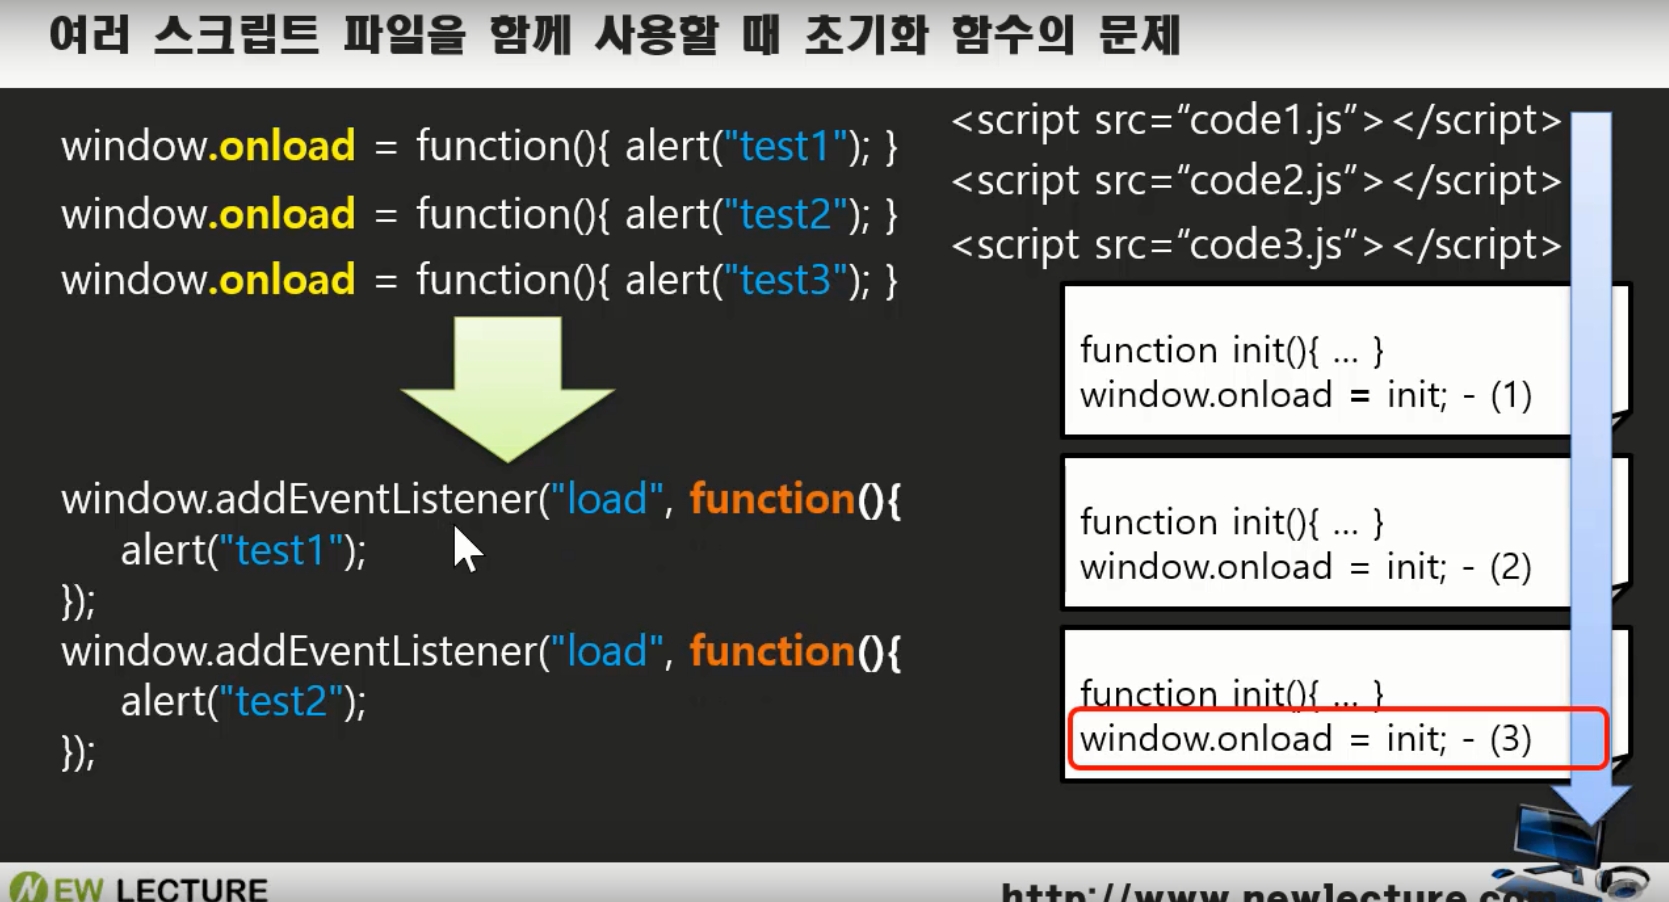 여러 스크립트 파일을 함께 사용할 때 초기화 함수의 문제
window.onload = function(){ alert("test1"); }
window.onload = function(){ alert("test2"); }
window.onload = function(){ alert("test3"); }
window.addEventListener("load", function(){
alert("test1");
});
window.addEventListener("load", function(){
alert("test2");
});
<script src=“code1.js”></script>
<script src=“code2.js”></script>
<script src=“code3.js”></script>
function init(){ ... }
window.onload = init; - (1)
function init(){ ... }
window.onload = init; - (2)
function init(){ ... }
window.onload = init; - (3)
NEW LECTURE
http://www.newlecture.com